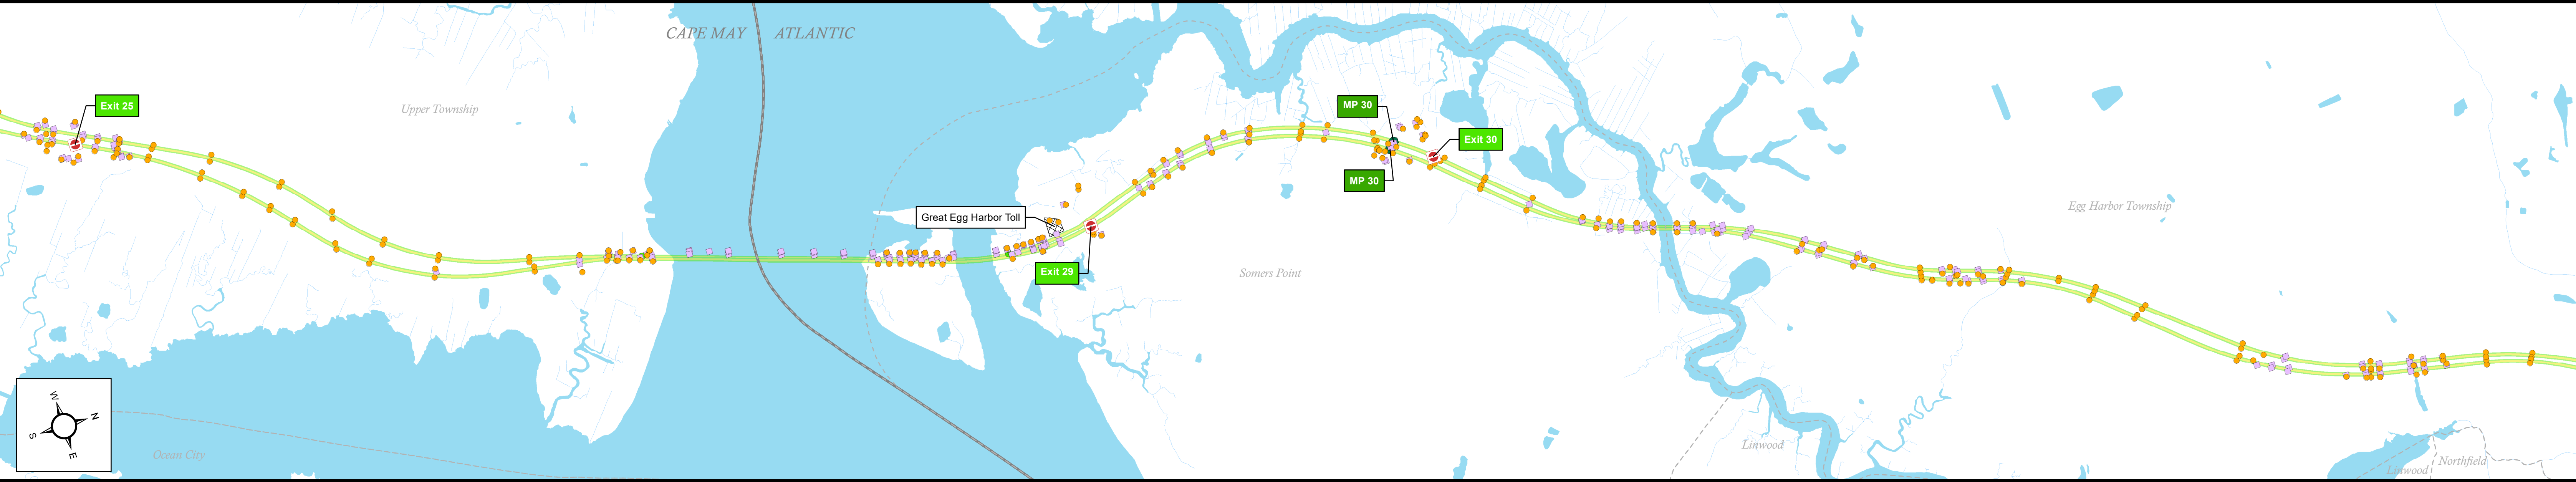 CAPE MAY
ATLANTIC
Exit 25
Upper Township
MP 30
Exit 30
MP 30
Great Egg Harbor Toll
Egg Harbor Township
Exit 29
Somers Point
W
N
S
E
Ocean City
Linwood
Linwood
Northfield